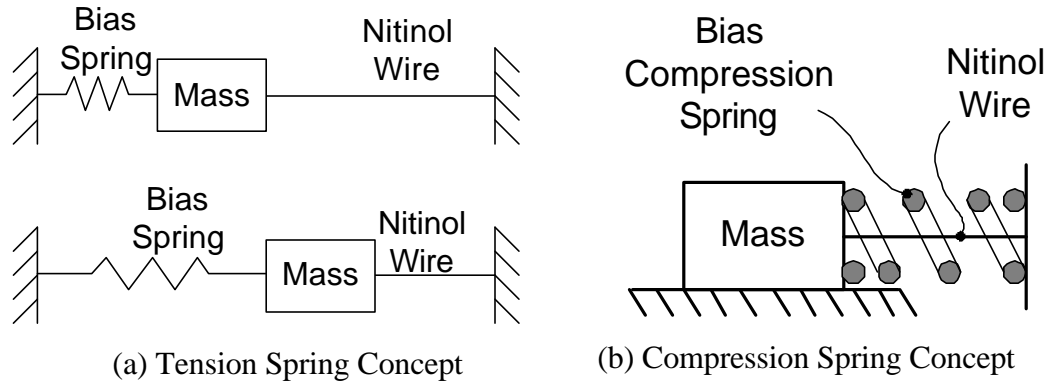 Bias
Spring
Mass
Nitinol
Wire
Bias
Spring
Mass
Nitinol
Wire
(a) Tension Spring Concept
Bias
Compression
Spring
Nitinol
Wire
Mass
(b) Compression Spring Concept